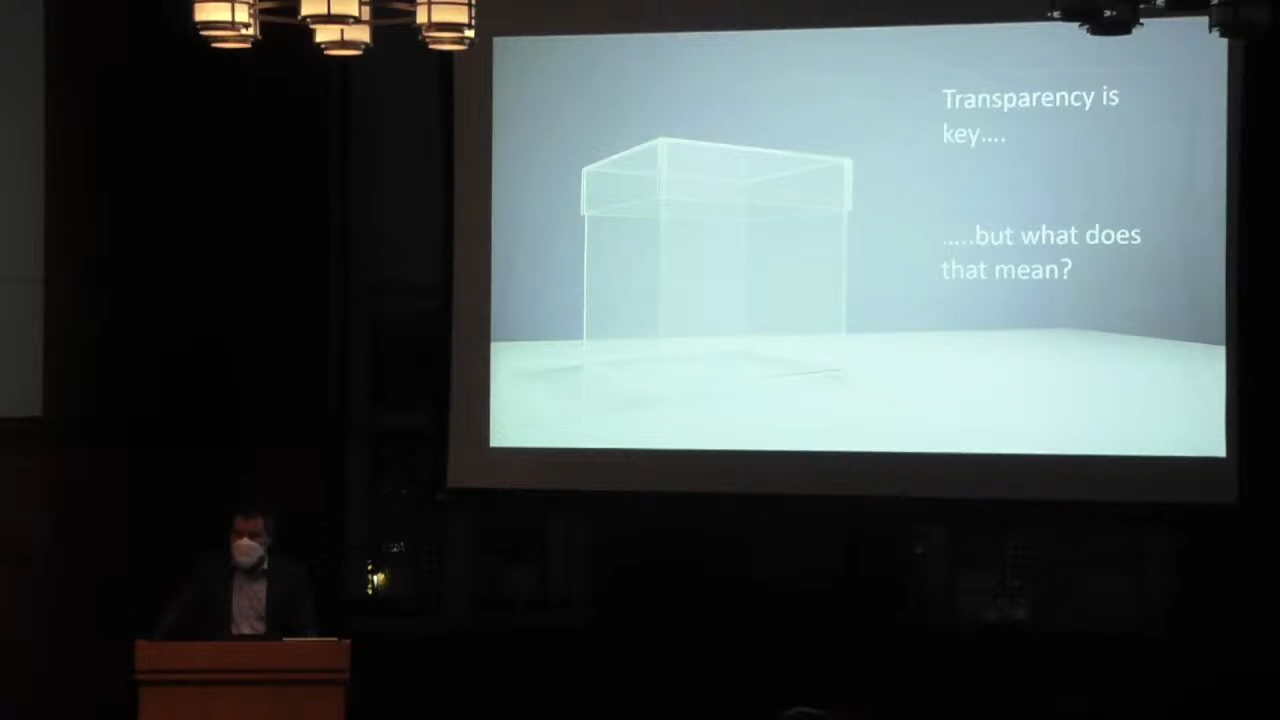 Transparency is
key....
.....but what does
that mean?